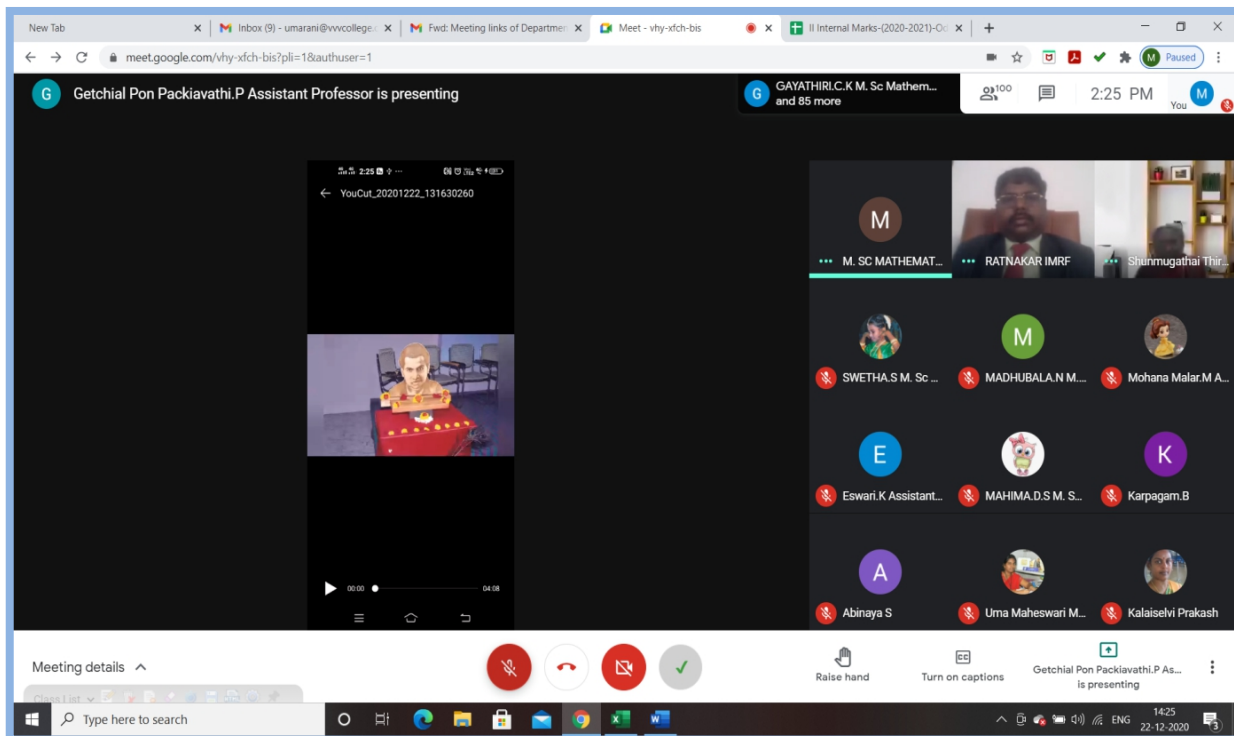 New Tab
Inbox (9) - umarani@vvvcollege.
Fwd: Meeting links of Departmen
Meet - vhy-xfch-bis
II Internal Marks-(2020-2021)-Od
meet.google.com/vhy-xfch-bis?pli=1&authuser=1
M Paused
G Getchial Pon Packiavathi.P Assistant Professor is presenting
G GAYATHIRI.C.K M. Sc Mathem...
and 85 more
100
2:25 PM
You M
2:25
YouCut_20201222_131630260
M
M. SC MATHEMAT...
RATNAKAR IMRF
Shunmugathai Thir...
SWETHA.S M. Sc ...
M
MADHUBALA.N M....
Mohana Malar.M A...
E
Eswari.K Assistant...
MAHIMA.D.S M. S...
K
Karpagam.B
A
Abinaya S
Uma Maheswari M...
Kalaiselvi Prakash
00:00
04:08
Meeting details
Raise hand
CC
Turn on captions
Getchial Pon Packiavathi.P As...
is presenting
Class List
Type here to search
ENG
14:25
22-12-2020
3